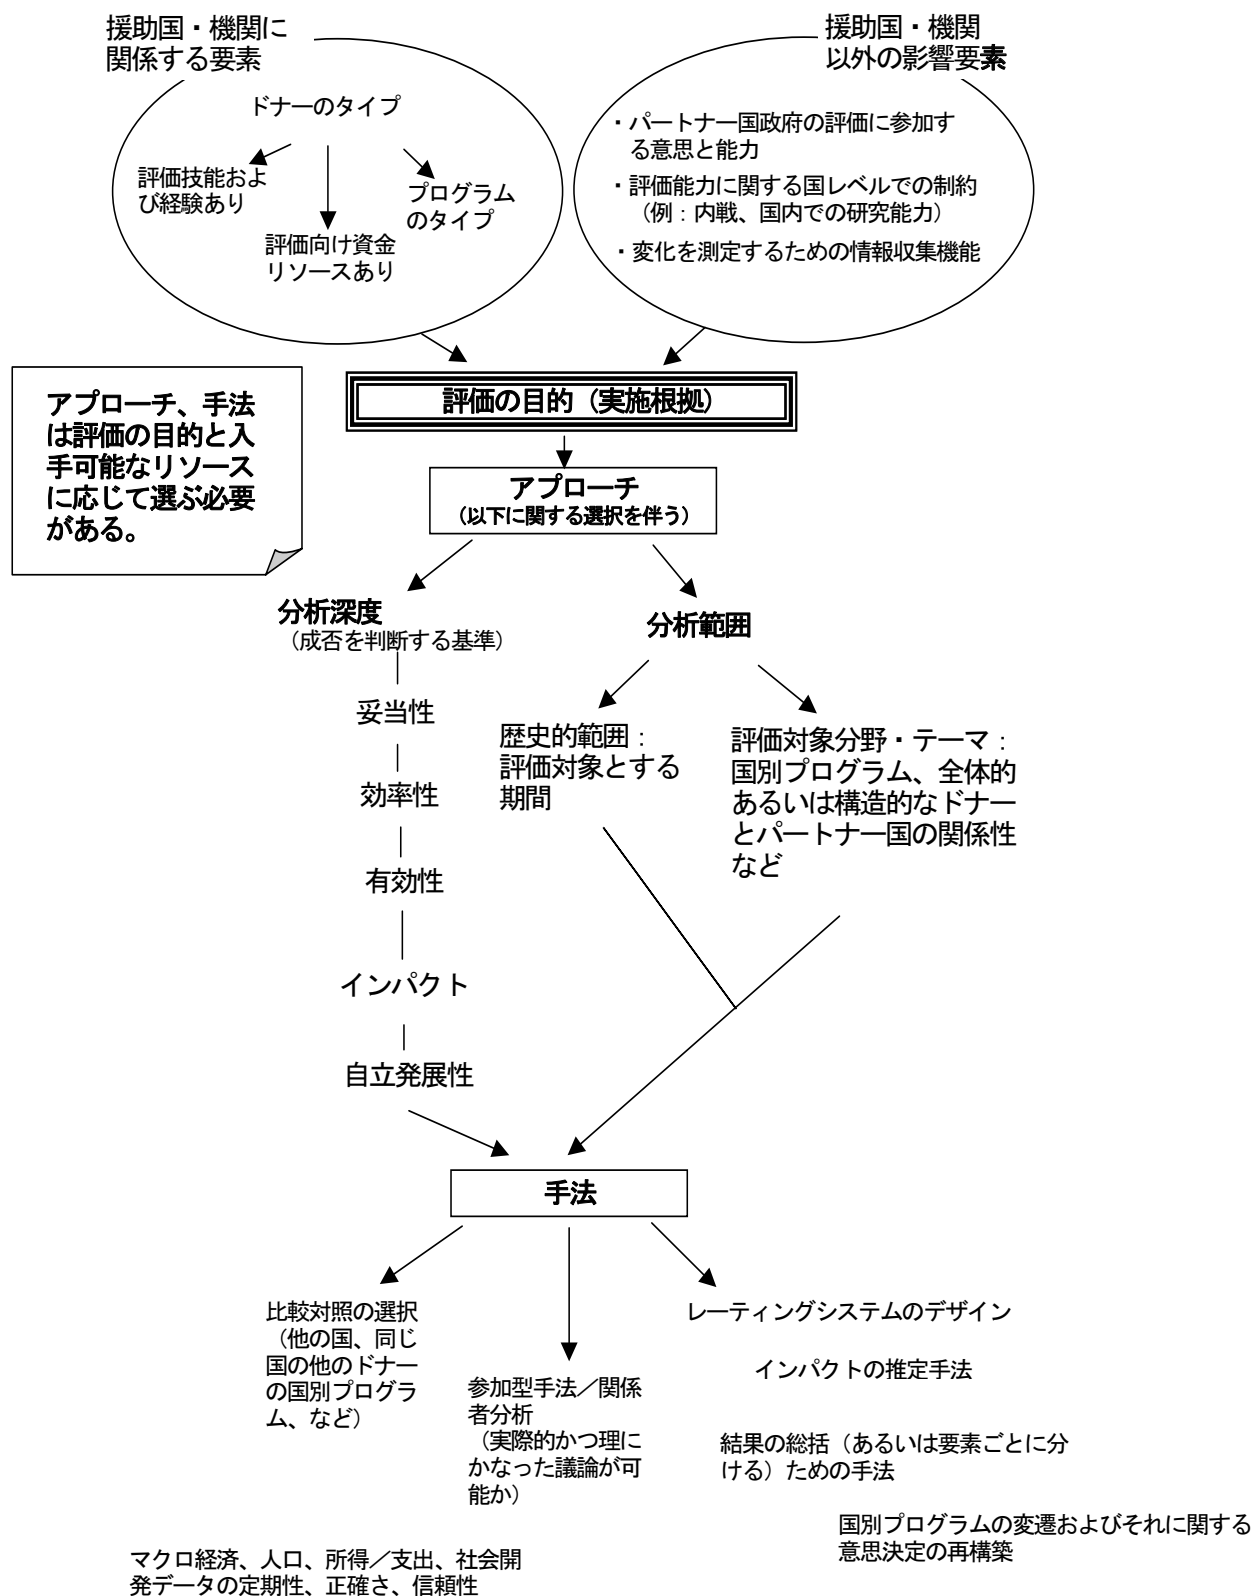 援助国・機関に
関係する要素
援助国・機関
以外の影響要素
ドナーのタイプ
評価技能およ
び経験あり
プログラム
のタイプ
評価向け資金
リソースあり
・パートナー国政府の評価に参加す
る意思と能力
・評価能力に関する国レベルでの制約
（例：内戦、国内での研究能力）
・変化を測定するための情報収集機能
アプローチ、手法
は評価の目的と入
手可能なリソース
に応じて選ぶ必要
がある。
評価の目的（実施根拠）
アプローチ
（以下に関する選択を伴う）
分析深度
（成否を判断する基準）
妥当性
効率性
有効性
インパクト
自立発展性
分析範囲
歴史的範囲：
評価対象とする
期間
評価対象分野・テーマ：
国別プログラム、全体的
あるいは構造的なドナー
とパートナー国の関係性
など
手法
比較対照の選択
（他の国、同じ
国の他のドナー
の国別プログラ
ム、など）
参加型手法／関係
者分析
（実際的かつ理に
かなった議論が可
能か）
レーティングシステムのデザイン
インパクトの推定手法
結果の総括（あるいは要素ごとに分
ける）ための手法
国別プログラムの変遷およびそれに関する
意思決定の再構築
マクロ経済、人口、所得／支出、社会開
発データの定期性、正確さ、信頼性